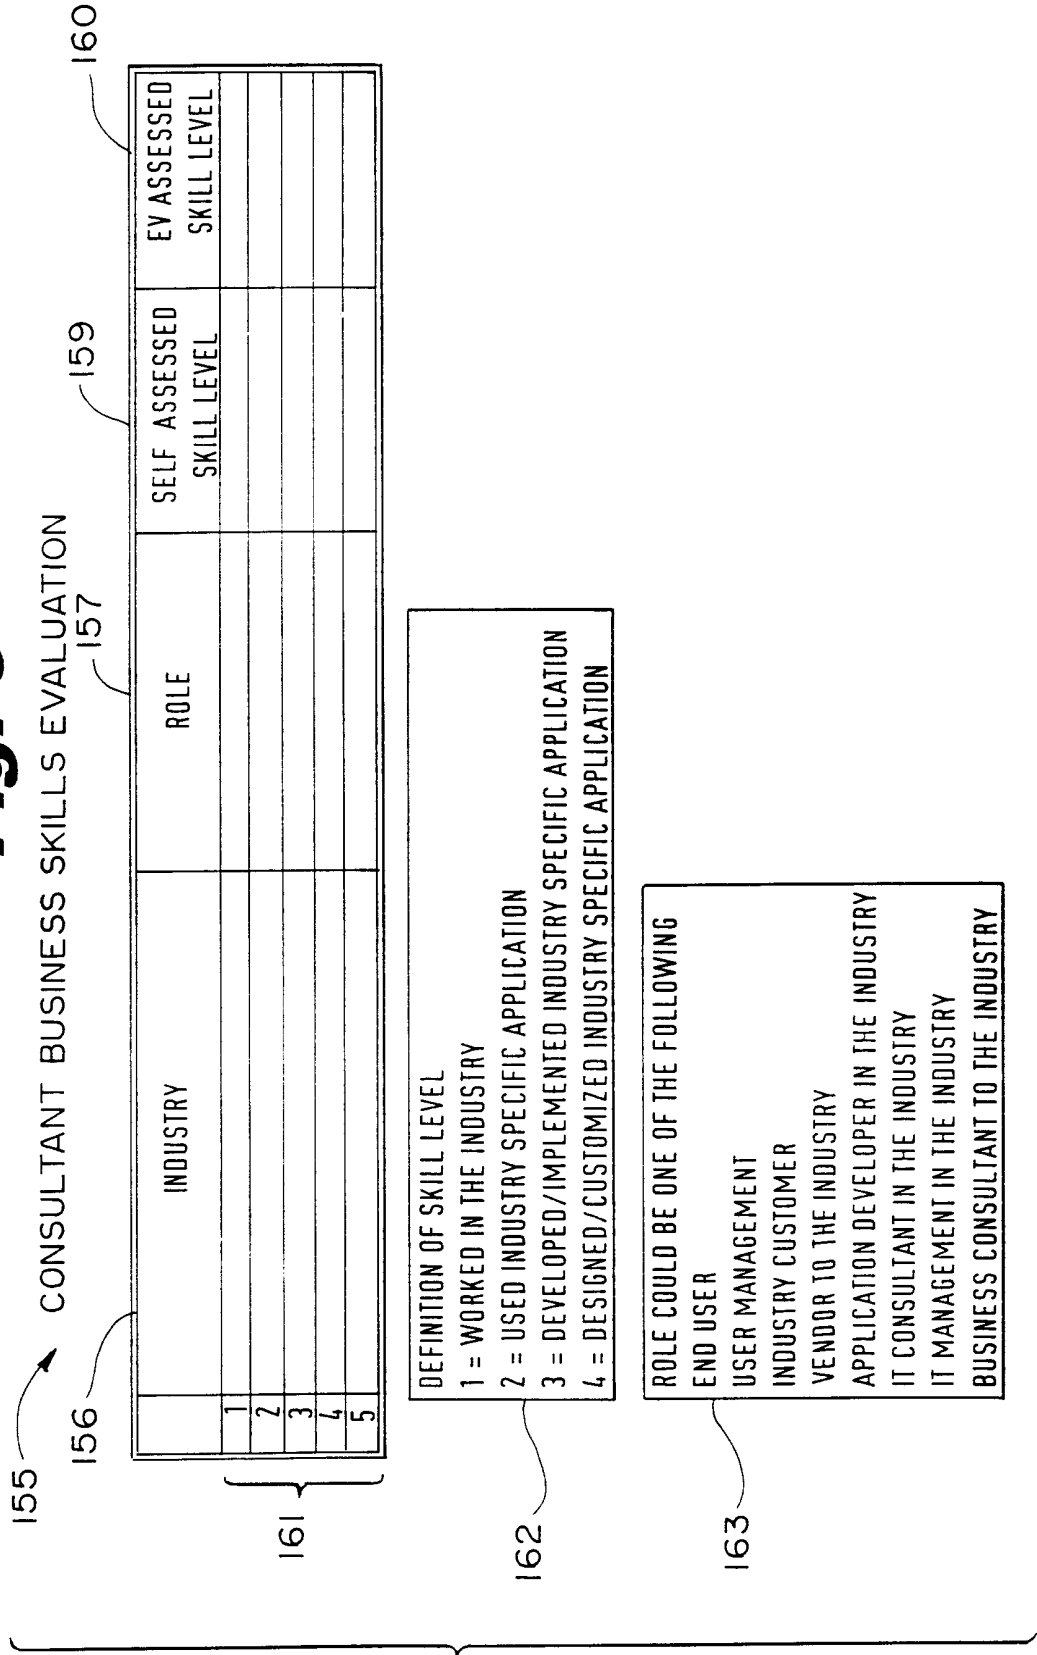 155
CONSULTANT BUSINESS SKILLS EVALUATION
156
157
159
160
INDUSTRY
ROLE
SELF ASSESSED
SKILL LEVEL
EV ASSESSED
SKILL LEVEL
1
2
3
4
5
161
162
DEFINITION OF SKILL LEVEL
1 = WORKED IN THE INDUSTRY
2 = USED INDUSTRY SPECIFIC APPLICATION
3 = DEVELOPED/IMPLEMENTED INDUSTRY SPECIFIC APPLICATION
4 = DESIGNED/CUSTOMIZED INDUSTRY SPECIFIC APPLICATION
163
ROLE COULD BE ONE OF THE FOLLOWING
END USER
USER MANAGEMENT
INDUSTRY CUSTOMER
VENDOR TO THE INDUSTRY
APPLICATION DEVELOPER IN THE INDUSTRY
IT CONSULTANT IN THE INDUSTRY
IT MANAGEMENT IN THE INDUSTRY
BUSINESS CONSULTANT TO THE INDUSTRY